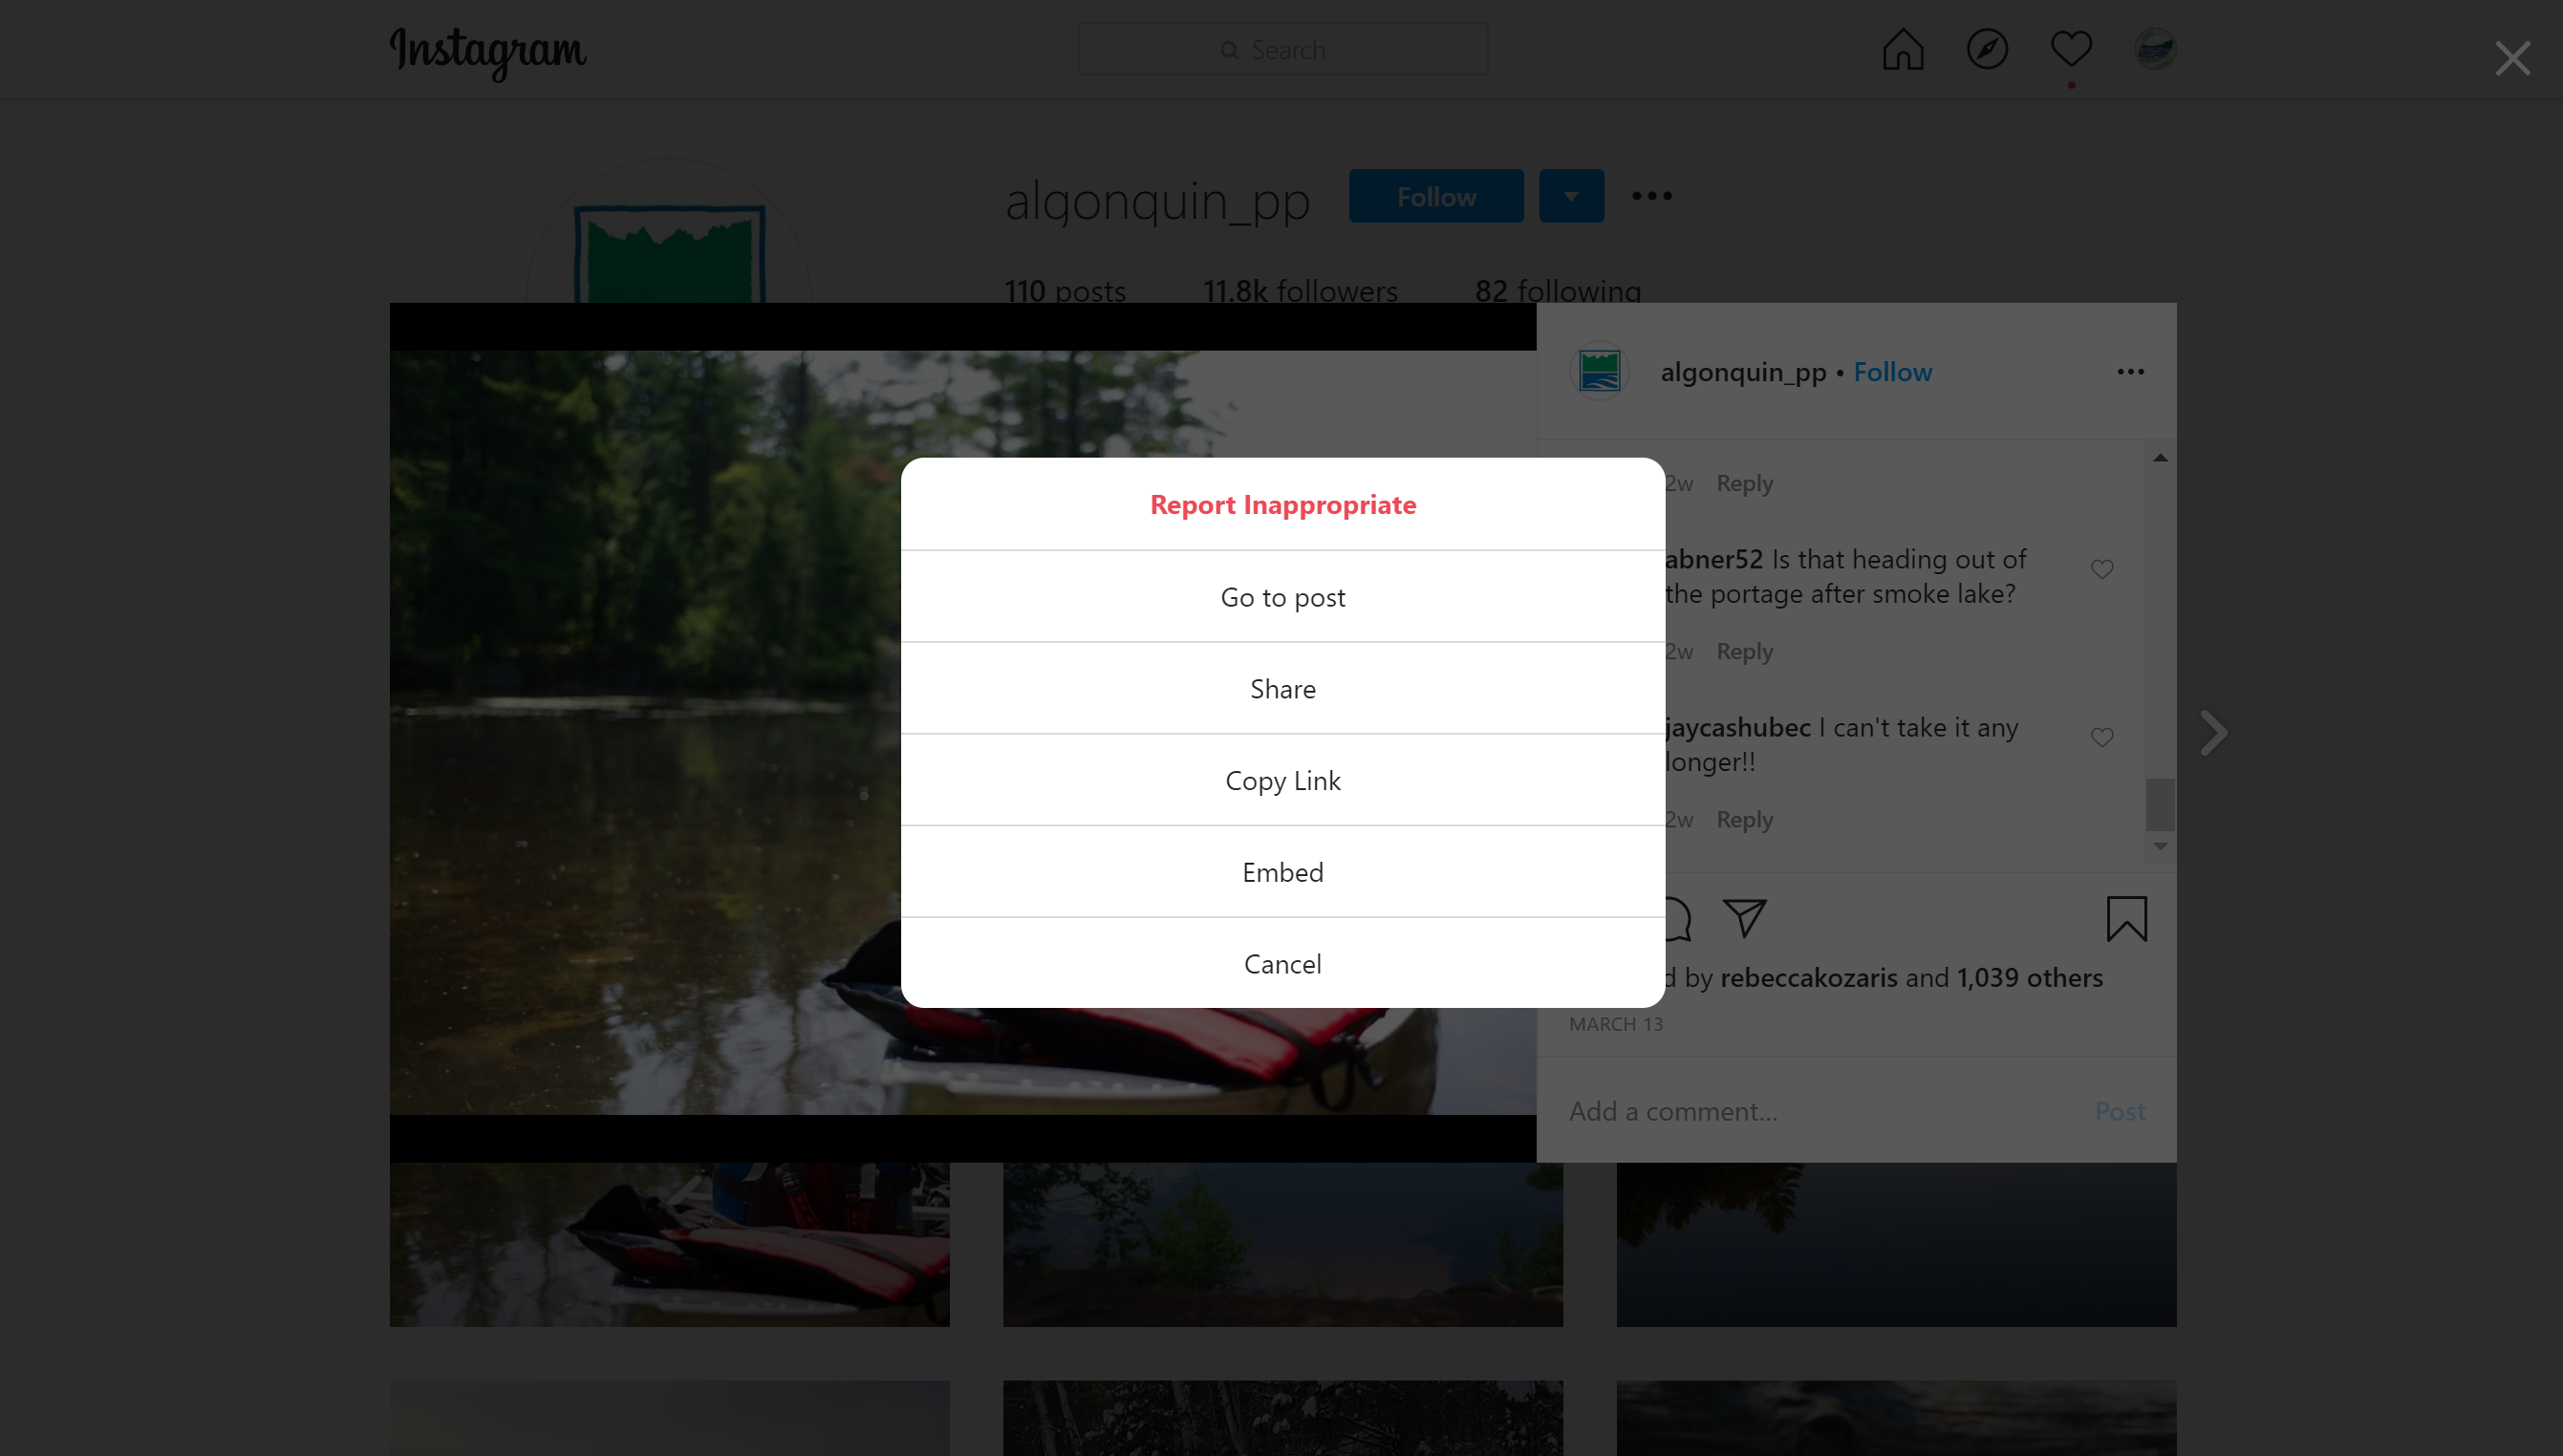 Instagram
Search
algonquin_pp Follow
110 posts 11.8k followers 82 following
algonquin_pp • Follow
2w Reply
abner52 Is that heading out of
the portage after smoke lake?
2w Reply
jaycashubec I can't take it any
longer!!
2w Reply
d by rebeccakozaris and 1,039 others
MARCH 13
Add a comment... Post
Report Inappropriate
Go to post
Share
Copy Link
Embed
Cancel